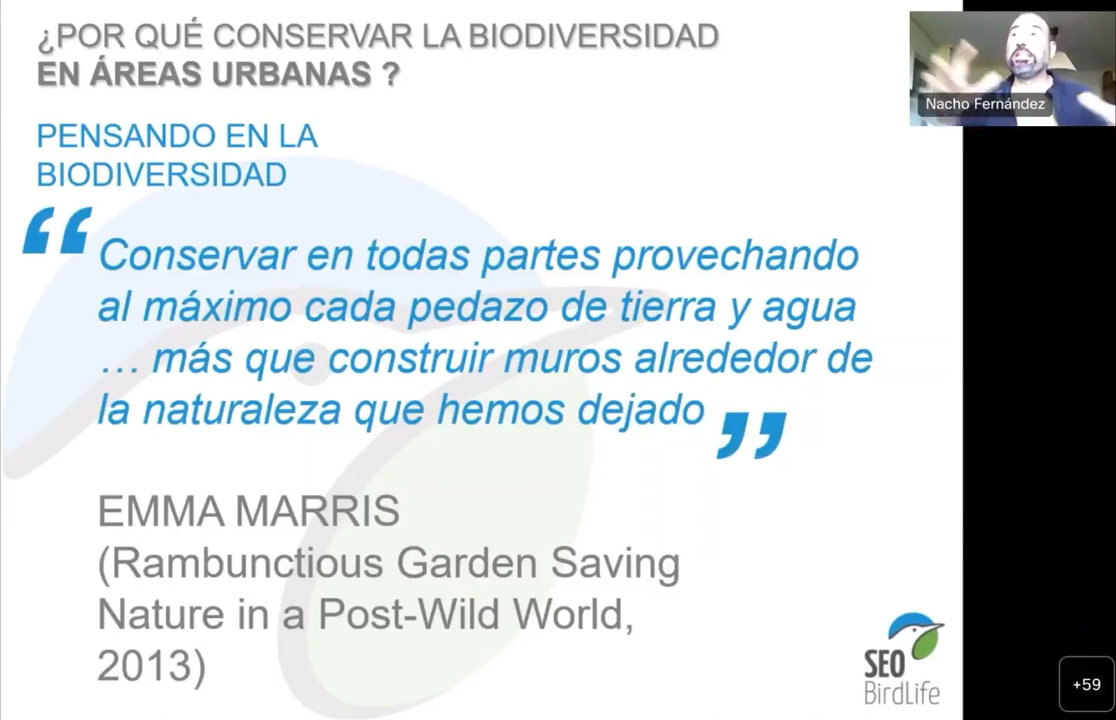 ¿POR QUÉ CONSERVAR LA BIODIVERSIDAD
EN ÁREAS URBANAS ?
PENSANDO EN LA
BIODIVERSIDAD
“ Conservar en todas partes provechando
al máximo cada pedazo de tierra y agua
… más que construir muros alrededor de
la naturaleza que hemos dejado ”
EMMA MARRIS
(Rambunctious Garden Saving
Nature in a Post-Wild World,
2013)
SEO
BirdLife
Nacho Fernández
+59